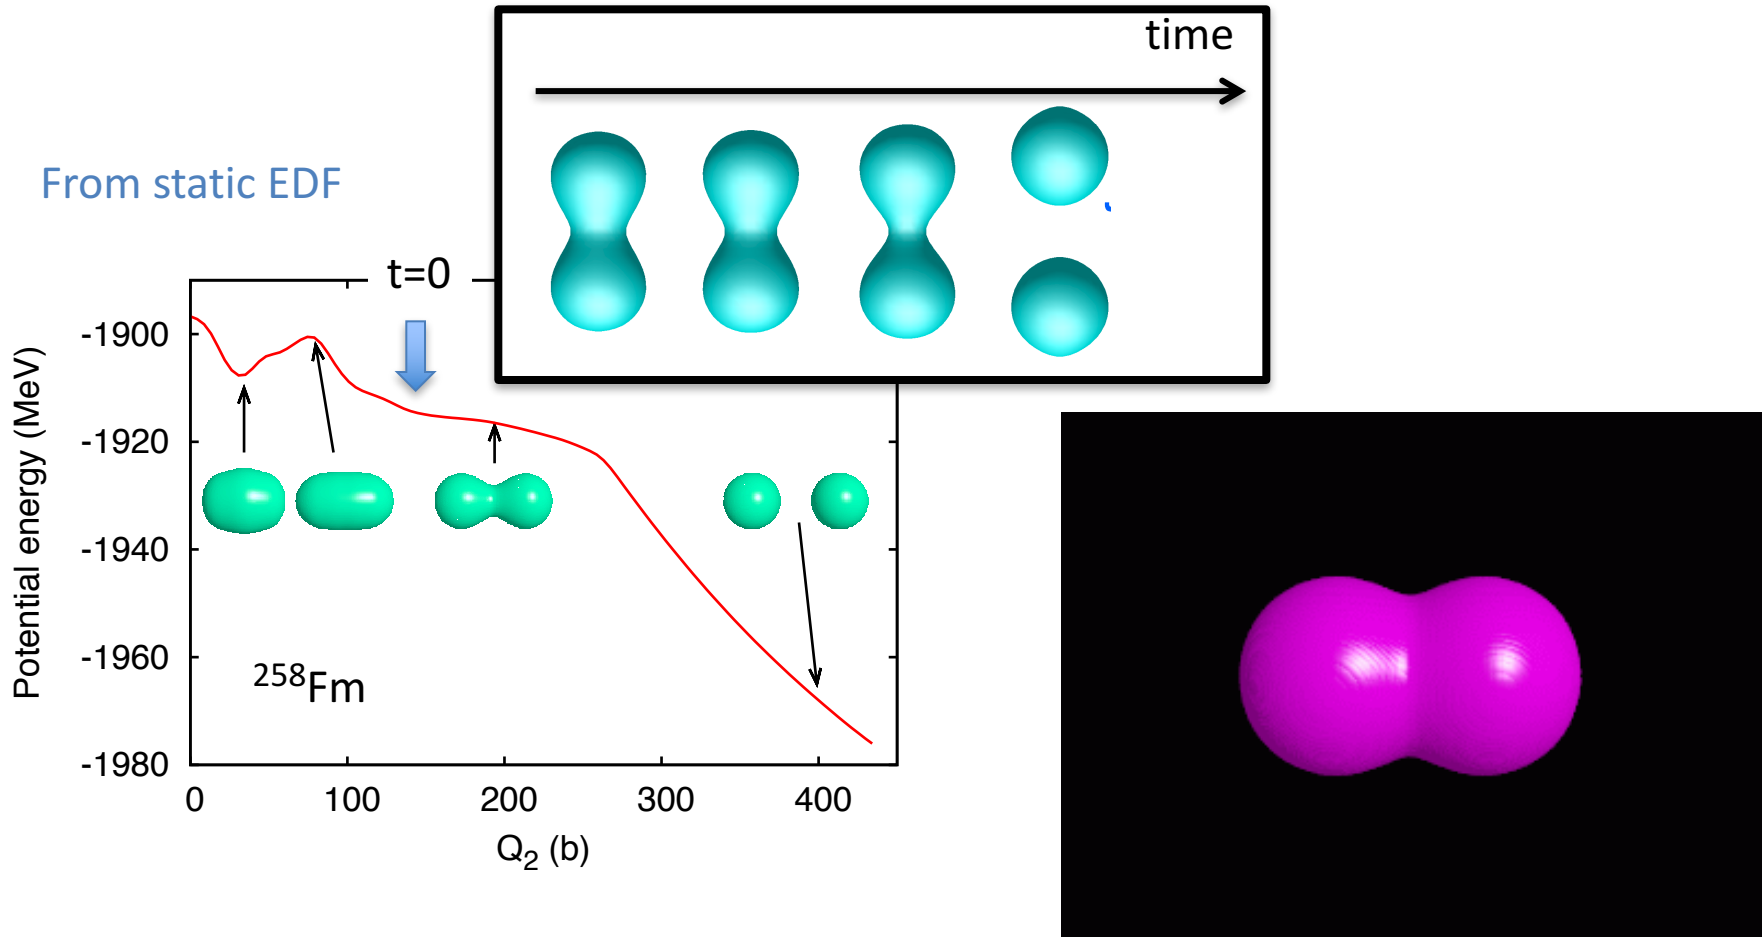 time
From static EDF
t=0
-1900
-1920
-1940
-1960
-1980
Potential energy (MeV)
²⁵⁸Fm
0 100 200 300 400
Q₂ (b)